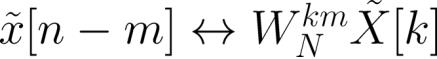 x̃[n − m] ↔ W_N^{km} X̃[k]